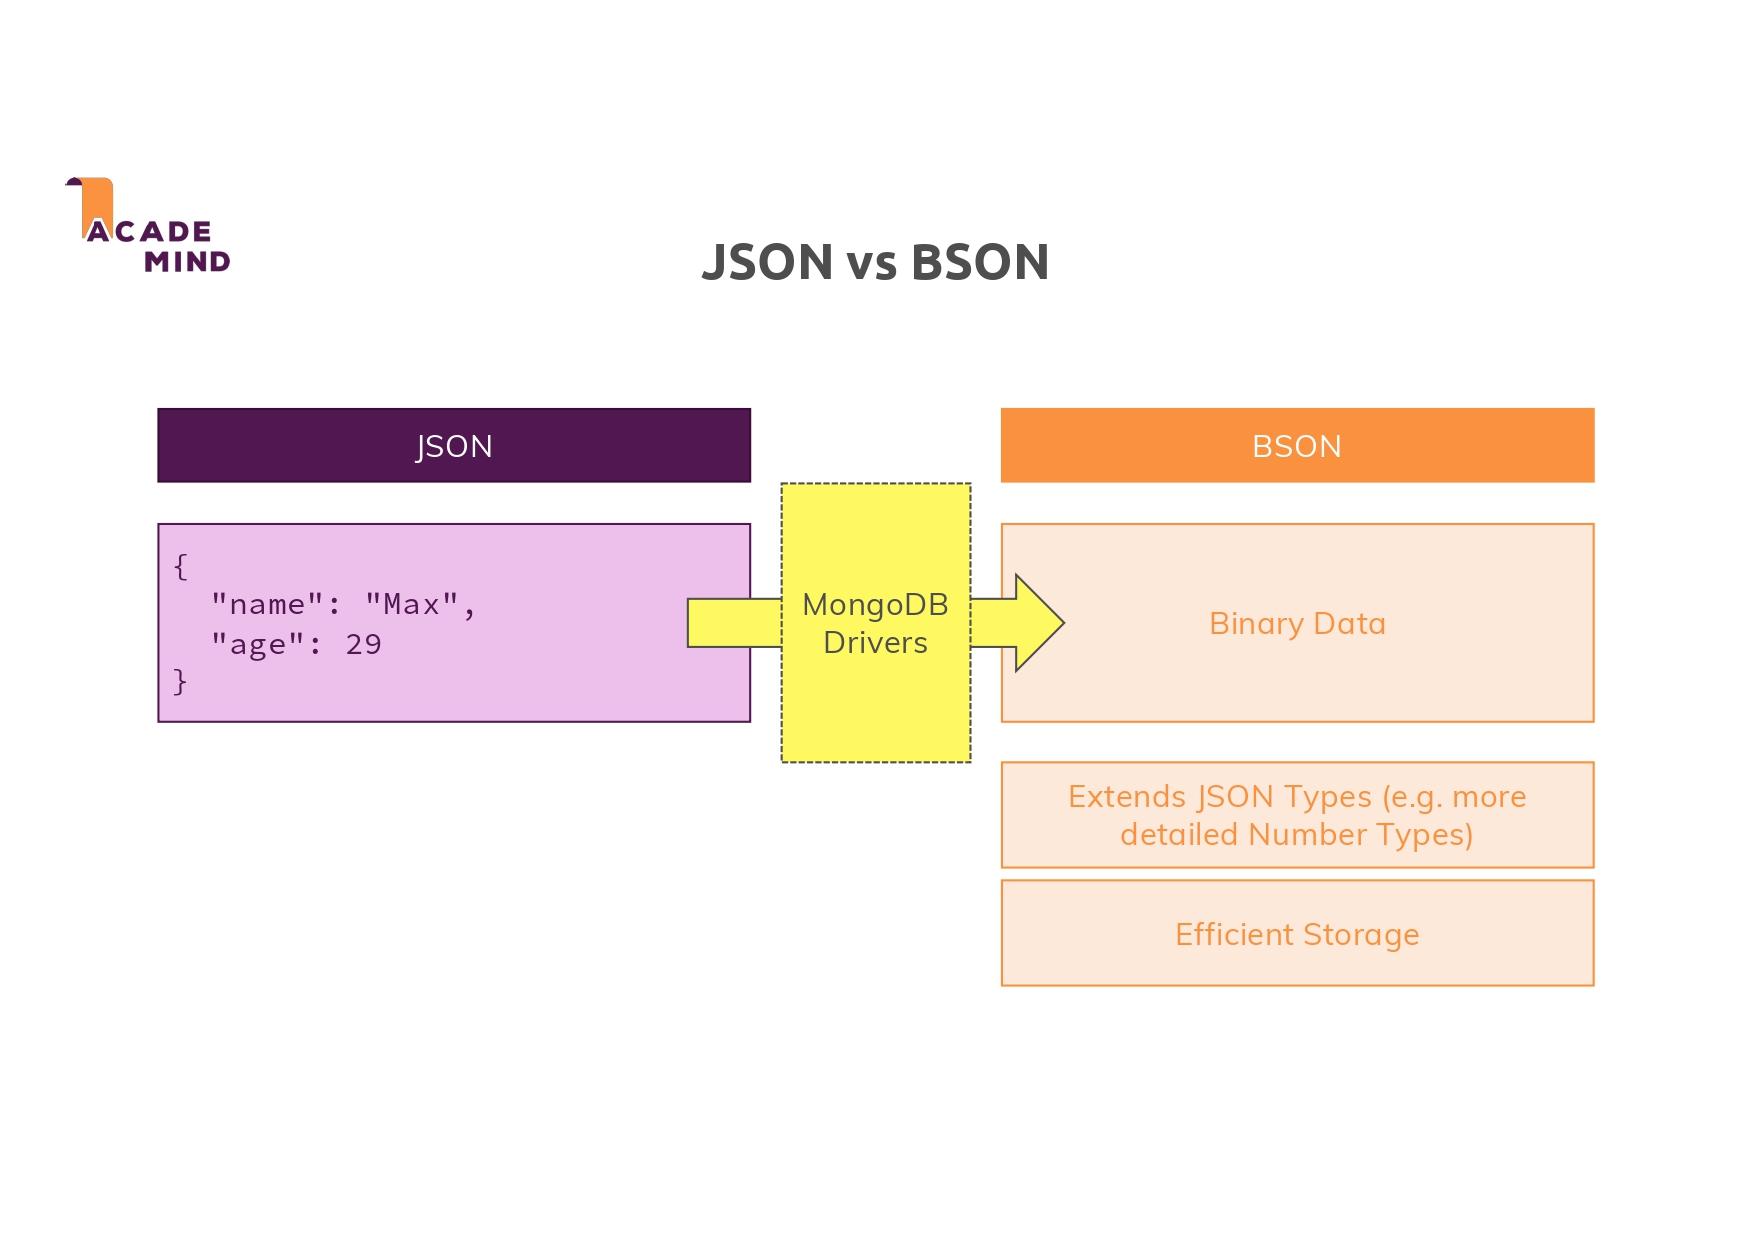 ACADE
MIND
JSON vs BSON
JSON
BSON
{
  "name": "Max",
  "age": 29
}
MongoDB
Drivers
Binary Data
Extends JSON Types (e.g. more
detailed Number Types)
Efficient Storage